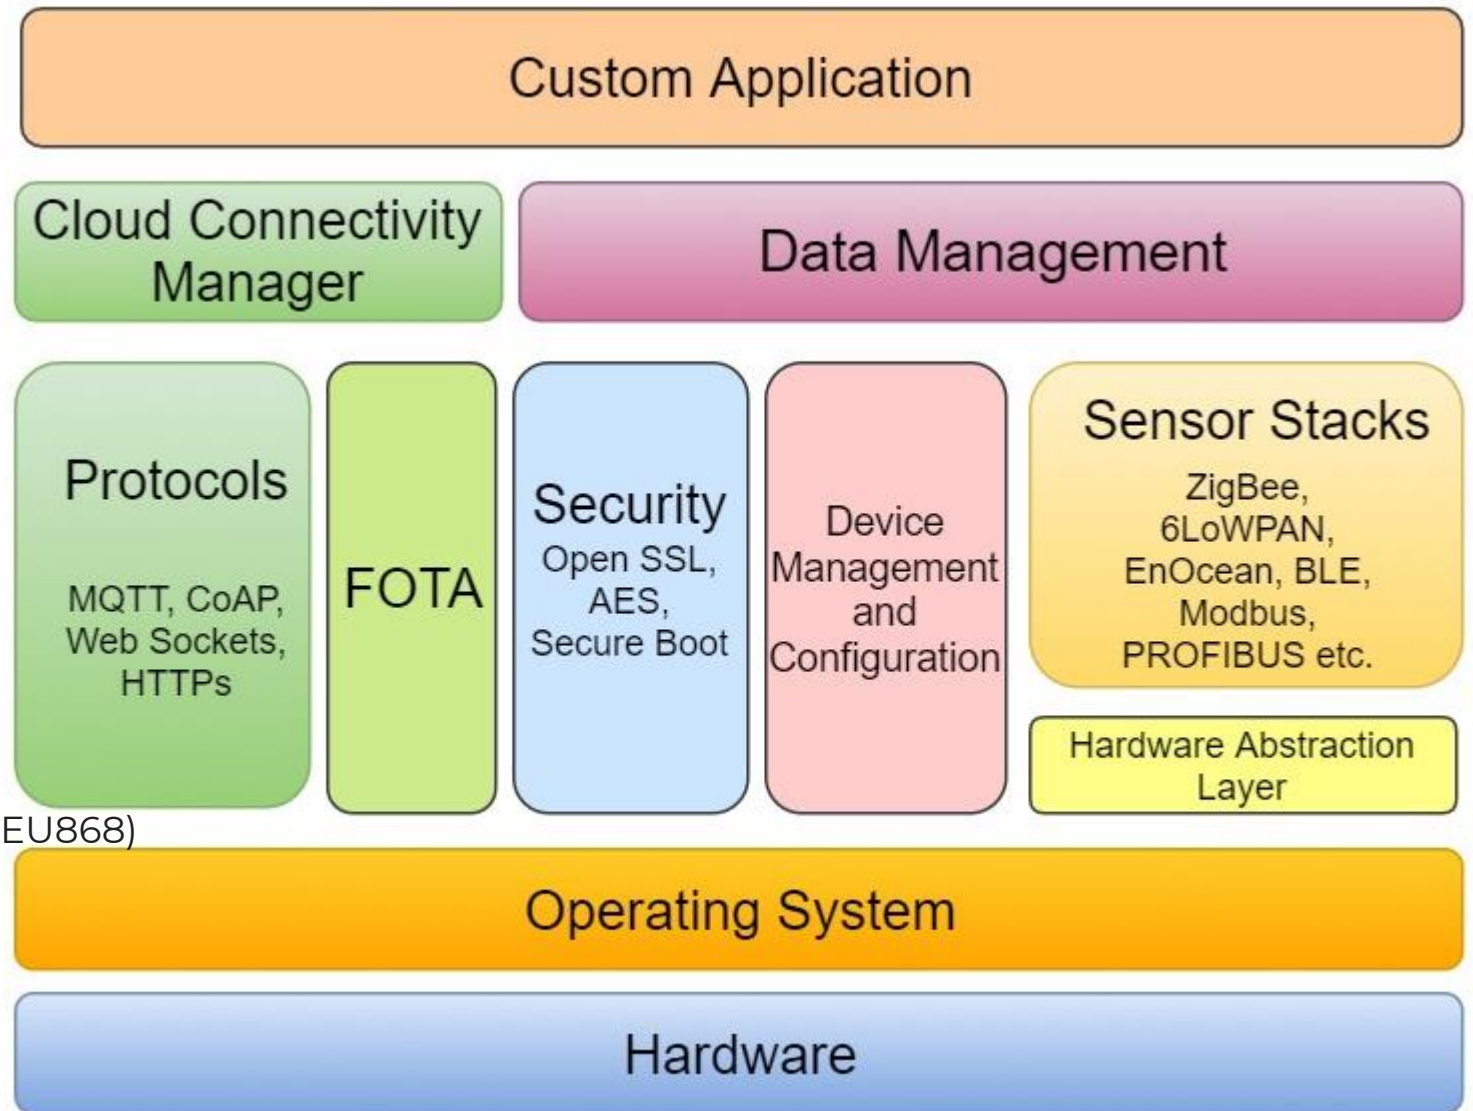 Custom Application
Cloud Connectivity
Manager
Data Management
Protocols
MQTT, CoAP,
Web Sockets,
HTTPs
FOTA
Security
Open SSL,
AES,
Secure Boot
Device
Management
and
Configuration
Sensor Stacks
ZigBee,
6LoWPAN,
EnOcean, BLE,
Modbus,
PROFIBUS etc.
Hardware Abstraction
Layer
EU868)
Operating System
Hardware